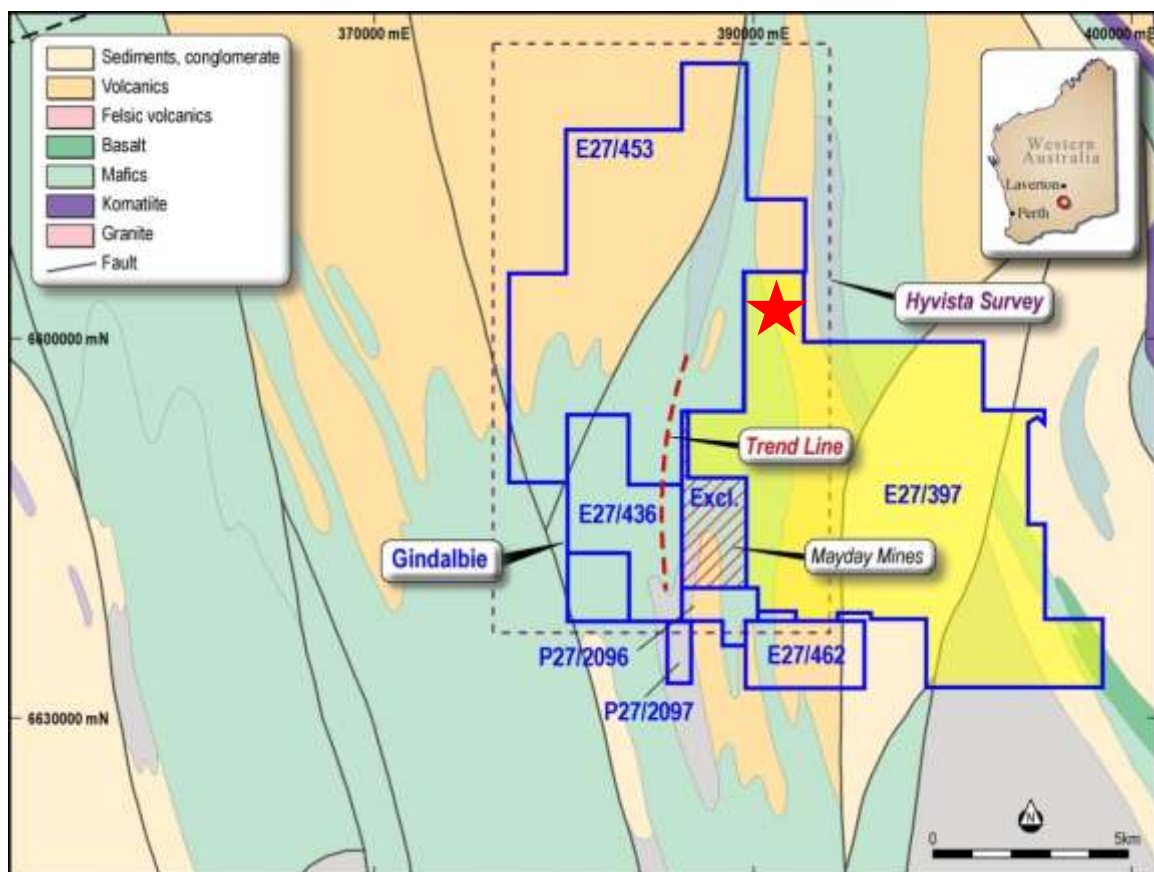 370000 mE
390000 mE
400000 mE
Sediments, conglomerate
Volcanics
Felsic volcanics
Basalt
Mafics
Komatiite
Granite
Fault
E27/453
Western
Australia
Laverton
Perth
Hyvista Survey
6600000 mN
Trend Line
Excl.
E27/397
E27/436
Gindalbie
Mayday Mines
P27/2096
E27/462
P27/2097
6630000 mN
N
0
5km